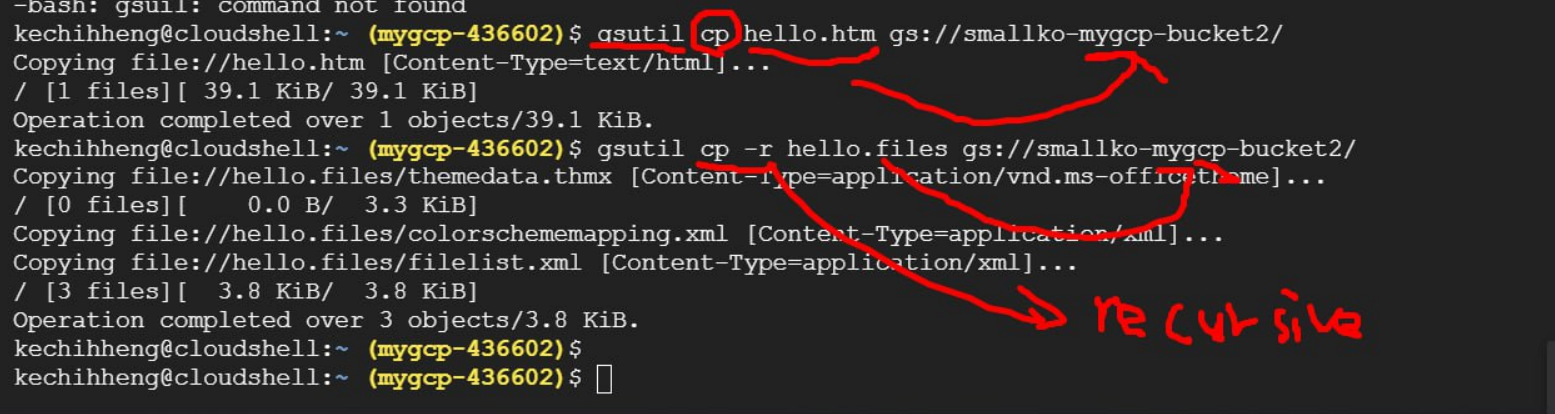 -bash: gsuil: command not found
kechihheng@cloudshell:~ (mygcp-436602)$ gsutil cp hello.htm gs://smallko-mygcp-bucket2/
Copying file://hello.htm [Content-Type=text/html]...
/ [1 files][ 39.1 KiB/ 39.1 KiB]
Operation completed over 1 objects/39.1 KiB.
kechihheng@cloudshell:~ (mygcp-436602)$ gsutil cp -r hello.files gs://smallko-mygcp-bucket2/
Copying file://hello.files/themedata.thmx [Content-Type=application/vnd.ms-officetheme]...
/ [0 files][    0.0 B/  3.3 KiB]
Copying file://hello.files/colorschememapping.xml [Content-Type=application/xml]...
Copying file://hello.files/filelist.xml [Content-Type=application/xml]...
/ [3 files][  3.8 KiB/  3.8 KiB]
recursive
Operation completed over 3 objects/3.8 KiB.
kechihheng@cloudshell:~ (mygcp-436602)$
kechihheng@cloudshell:~ (mygcp-436602)$